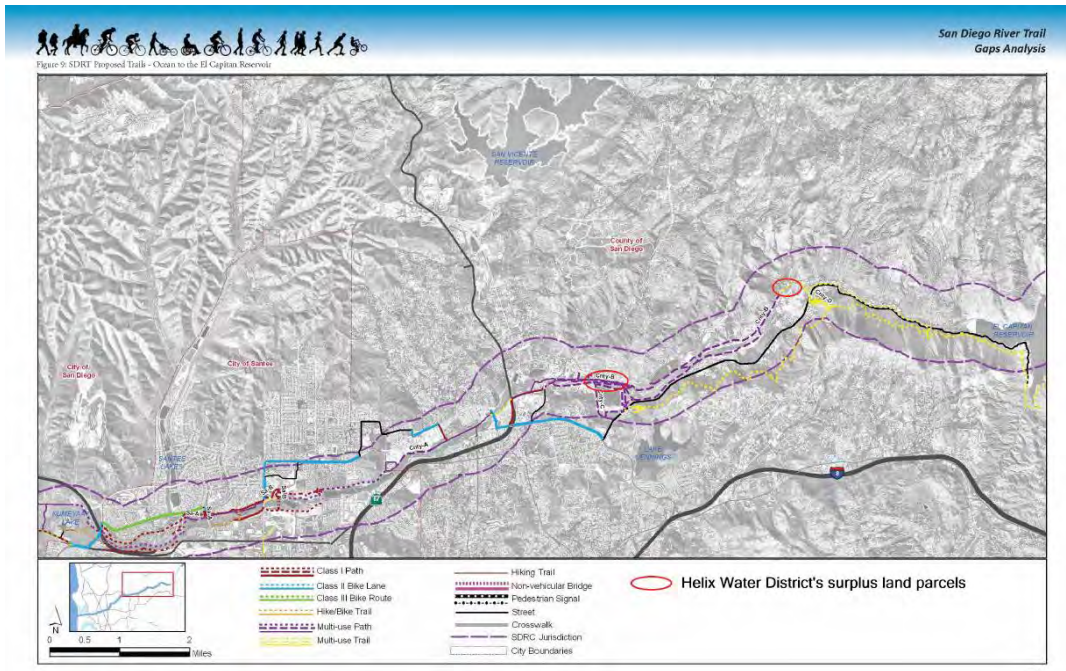 San Diego River Trail
Gaps Analysis
Figure 9: SDRT Proposed Trails - Ocean to the El Capitan Reservoir
SAN VICENTE
RESERVOIR
County of
San Diego
Cnty-D
EL CAPITAN
RESERVOIR
City of
San Diego
City of Santee
Cnty-B
Cnty-A
LAKE
JENNINGS
SANTEE
LAKES
67
8
LAKE
N
0 0.5 1 2
Miles
Class I Path
Class II Bike Lane
Class III Bike Route
Hike/Bike Trail
Multi-use Path
Multi-use Trail
Hiking Trail
Non-vehicular Bridge
Pedestrian Signal
Street
Crosswalk
SDRC Jurisdiction
City Boundaries
Helix Water District's surplus land parcels